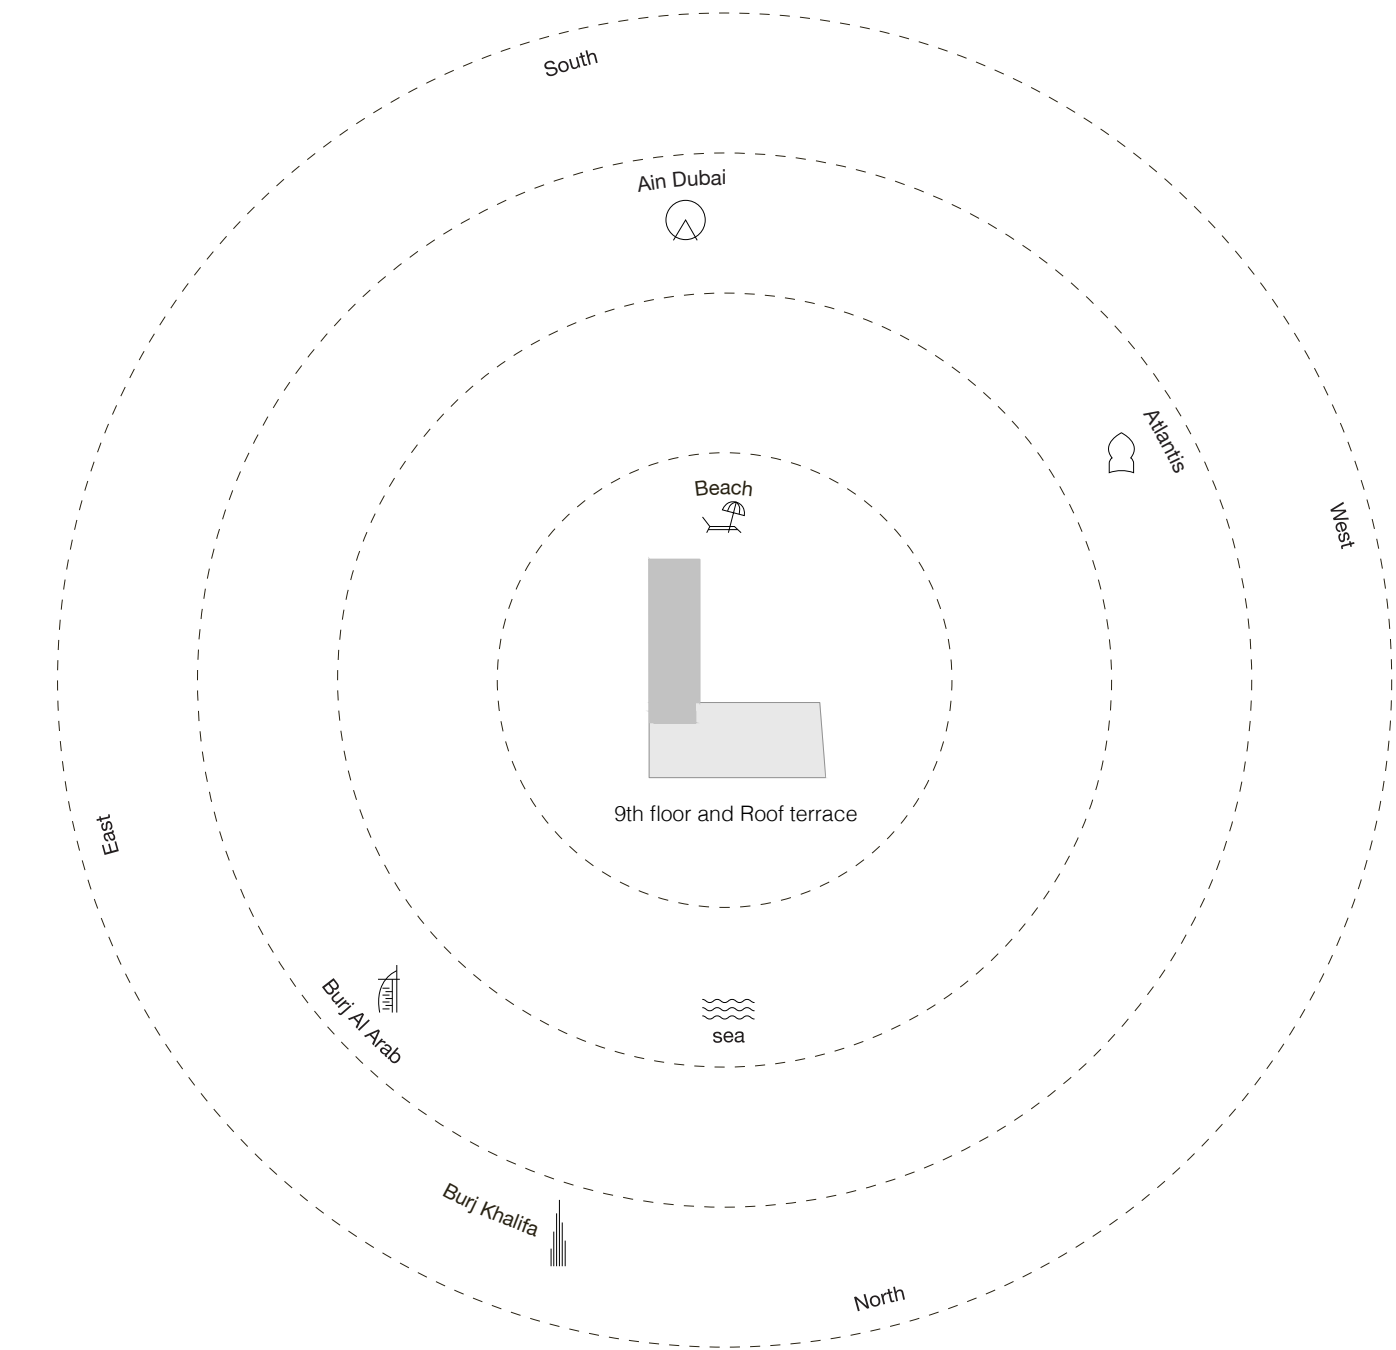 South
Ain Dubai
Atlantis
Beach
West
9th floor and Roof terrace
East
Burj Al Arab
sea
Burj Khalifa
North